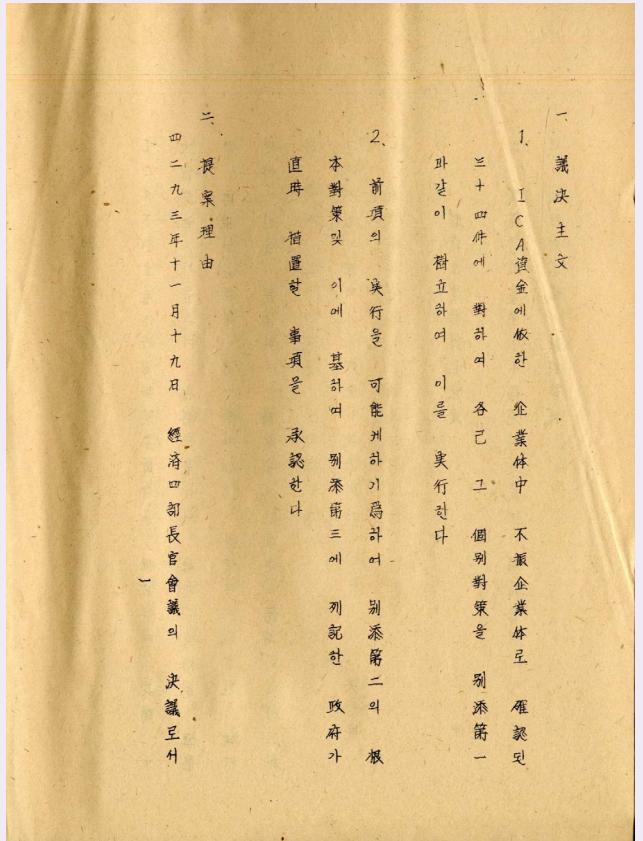 一、議決主文
1、ICA資金에依한 企業体中 不振企業体로 確認된
三十四件에 對하여 各己 그 個別對策을 別添第一
과같이 樹立하여 이를 実行한다
2、前項의 実行을 可能케하기爲하여 別添第二의 根
本對策및 이에 基하여 別添第三에 列記한 政府가
直時 措置할 事項을 承認한다
二、提案理由
四二九三年十一月十九日 経済四部長官會議의 決議로서
一